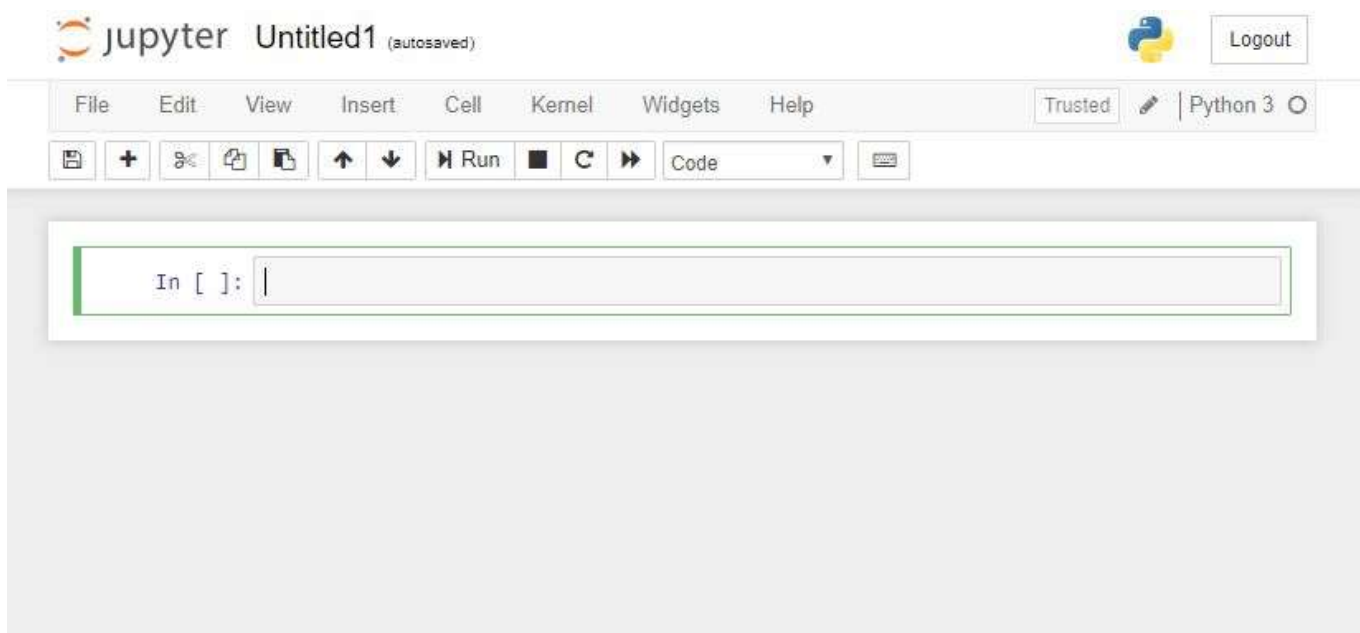 jupyter Untitled1 (autosaved) Logout
File Edit View Insert Cell Kernel Widgets Help Trusted Python 3
Run Code
In [ ]: